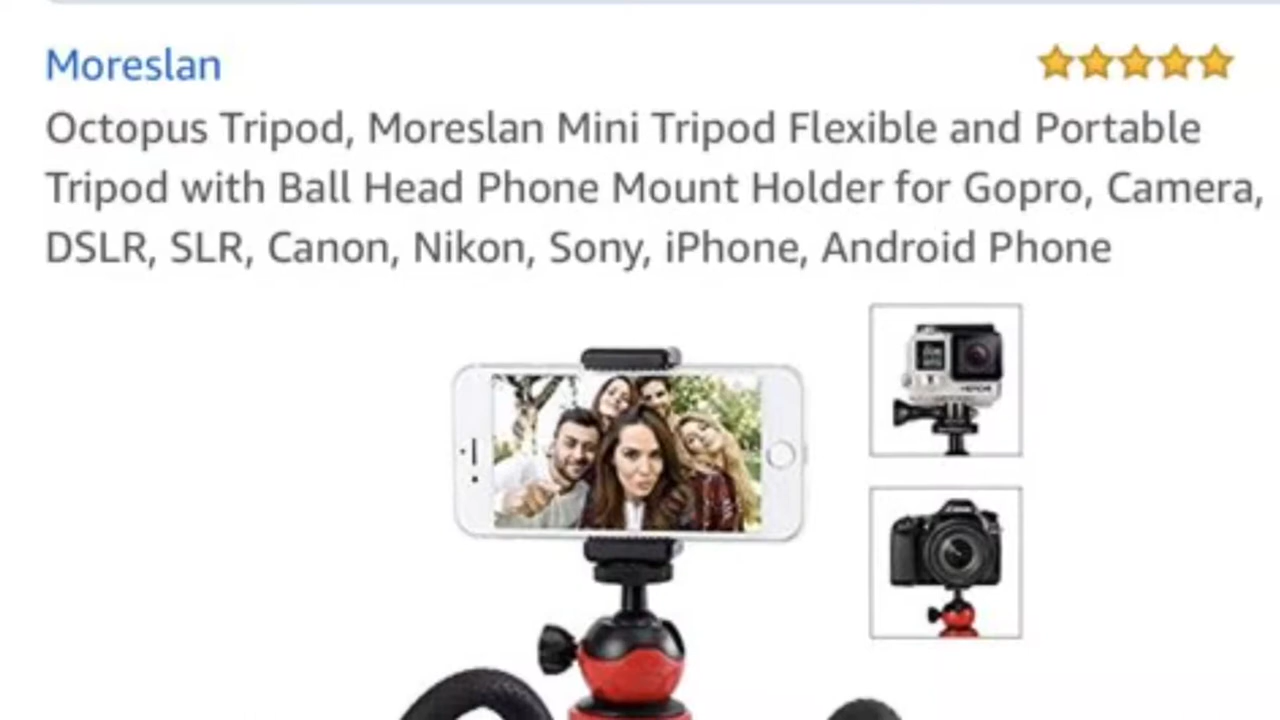 Moreslan
Octopus Tripod, Moreslan Mini Tripod Flexible and Portable
Tripod with Ball Head Phone Mount Holder for Gopro, Camera,
DSLR, SLR, Canon, Nikon, Sony, iPhone, Android Phone